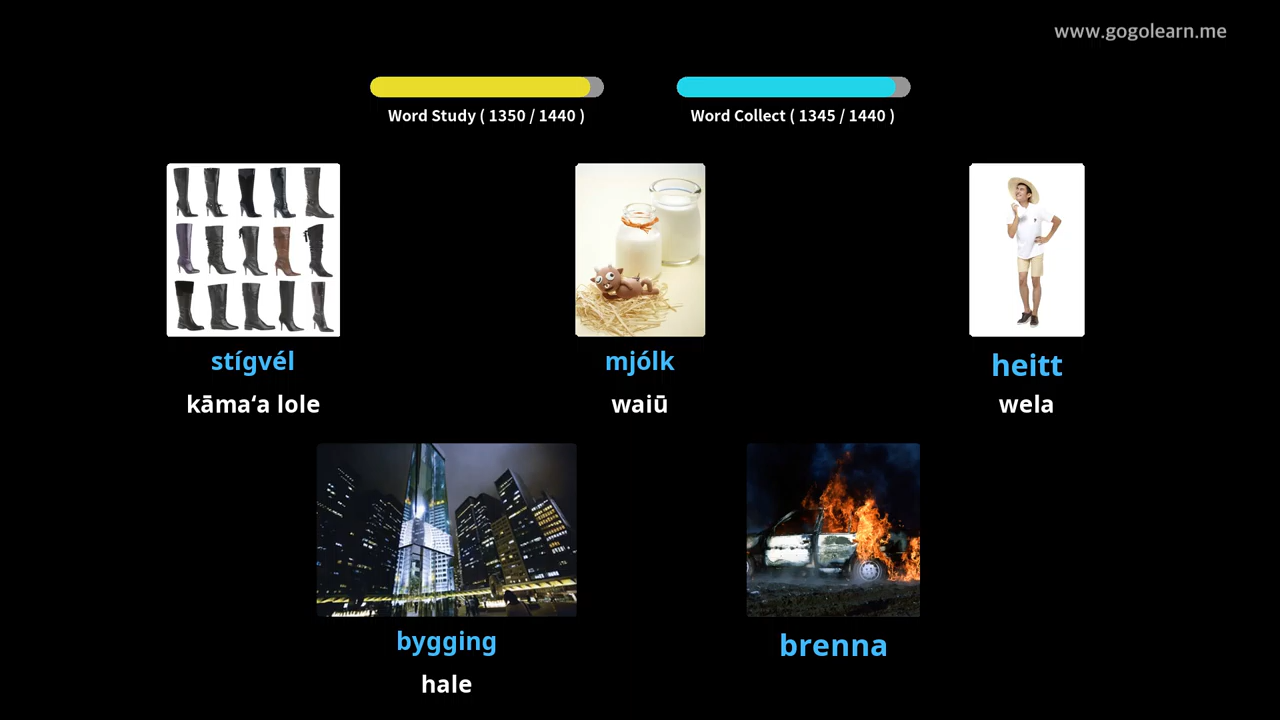 www.gogolearn.me
Word Study ( 1350 / 1440 )
Word Collect ( 1345 / 1440 )
stígvél
kāmaʻa lole
mjólk
waiū
heitt
wela
bygging
hale
brenna